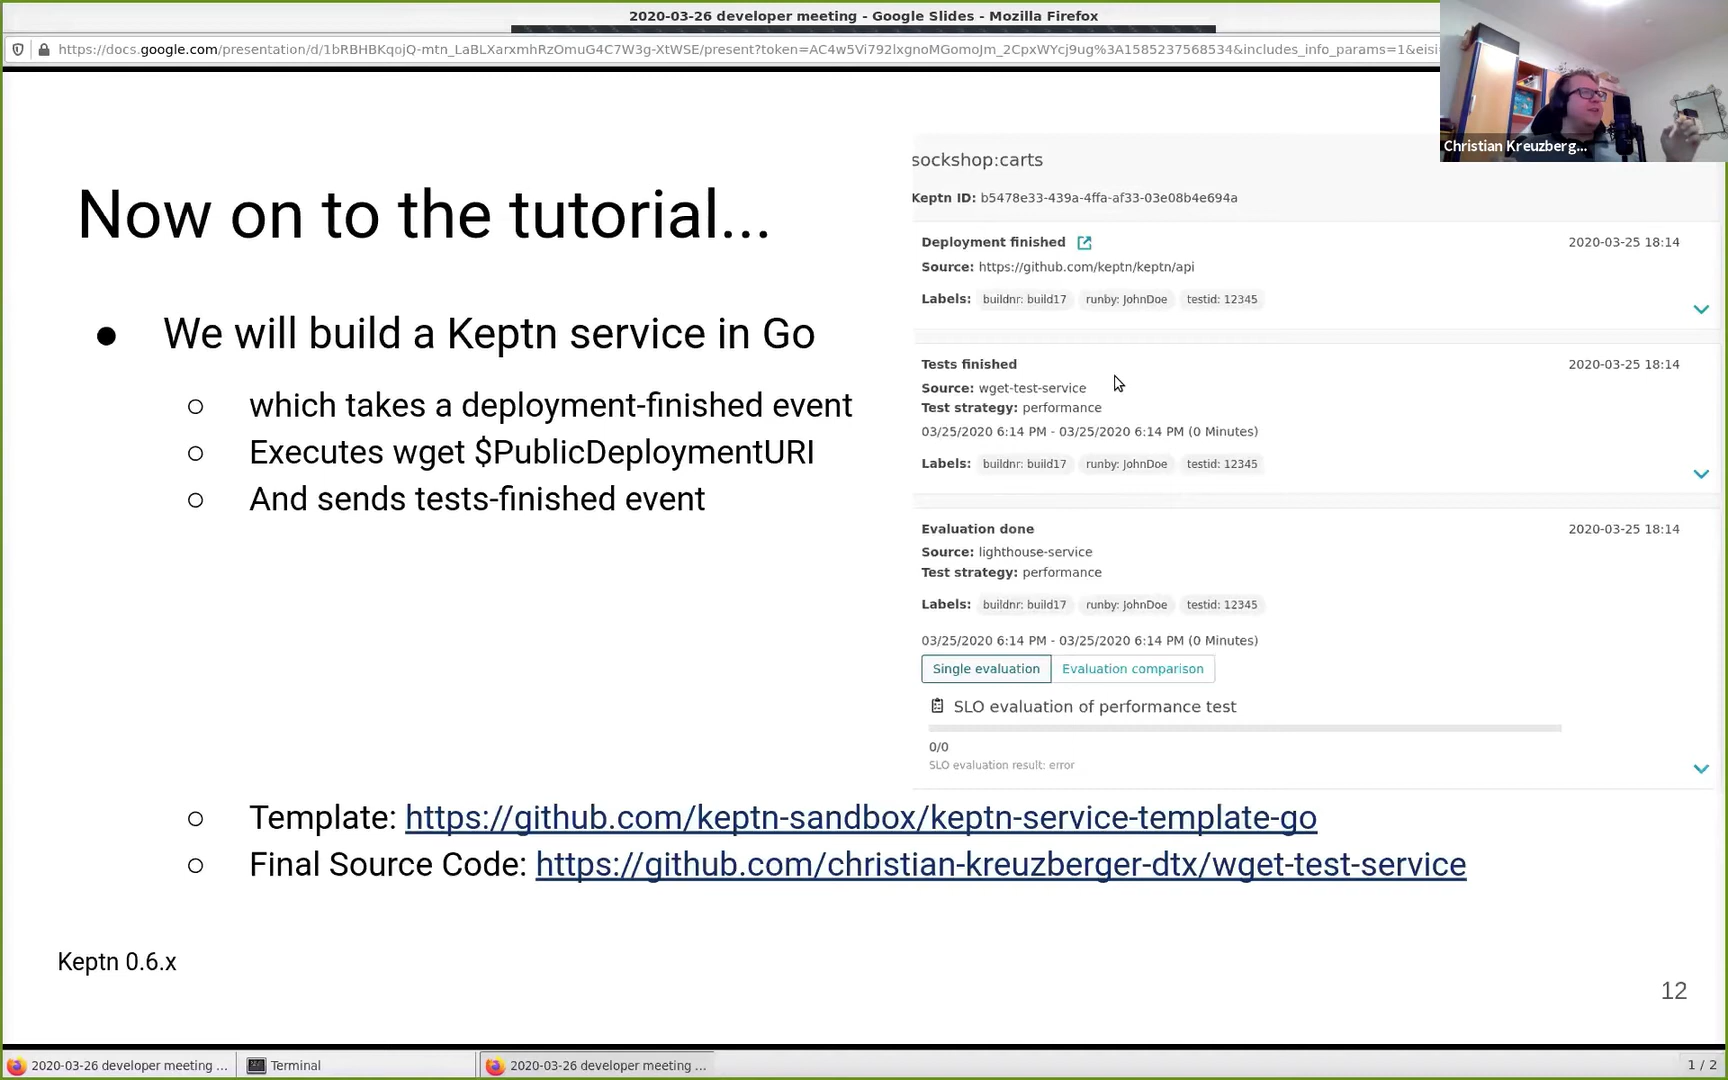 2020-03-26 developer meeting - Google Slides - Mozilla Firefox
https://docs.google.com/presentation/d/1bRBHBKqojQ-mtn_LaBLXarxmhRzOmuG4C7W3g-XtWSE/present?token=AC4w5Vi792lxgnoMGomoJm_2CpxWYcj9ug%3A1585237568534&includes_info_params=1&eisi
Christian Kreuzberg...
Now on to the tutorial...
● We will build a Keptn service in Go
○ which takes a deployment-finished event
○ Executes wget $PublicDeploymentURI
○ And sends tests-finished event
sockshop:carts
Keptn ID: b5478e33-439a-4ffa-af33-03e08b4e694a
Deployment finished 2020-03-25 18:14
Source: https://github.com/keptn/keptn/api
Labels: buildnr: build17 runby: JohnDoe testid: 12345
Tests finished 2020-03-25 18:14
Source: wget-test-service
Test strategy: performance
03/25/2020 6:14 PM - 03/25/2020 6:14 PM (0 Minutes)
Labels: buildnr: build17 runby: JohnDoe testid: 12345
Evaluation done 2020-03-25 18:14
Source: lighthouse-service
Test strategy: performance
Labels: buildnr: build17 runby: JohnDoe testid: 12345
03/25/2020 6:14 PM - 03/25/2020 6:14 PM (0 Minutes)
Single evaluation Evaluation comparison
SLO evaluation of performance test
0/0
SLO evaluation result: error
○ Template: https://github.com/keptn-sandbox/keptn-service-template-go
○ Final Source Code: https://github.com/christian-kreuzberger-dtx/wget-test-service
Keptn 0.6.x
12
2020-03-26 developer meeting ... Terminal 2020-03-26 developer meeting ... 1 / 2